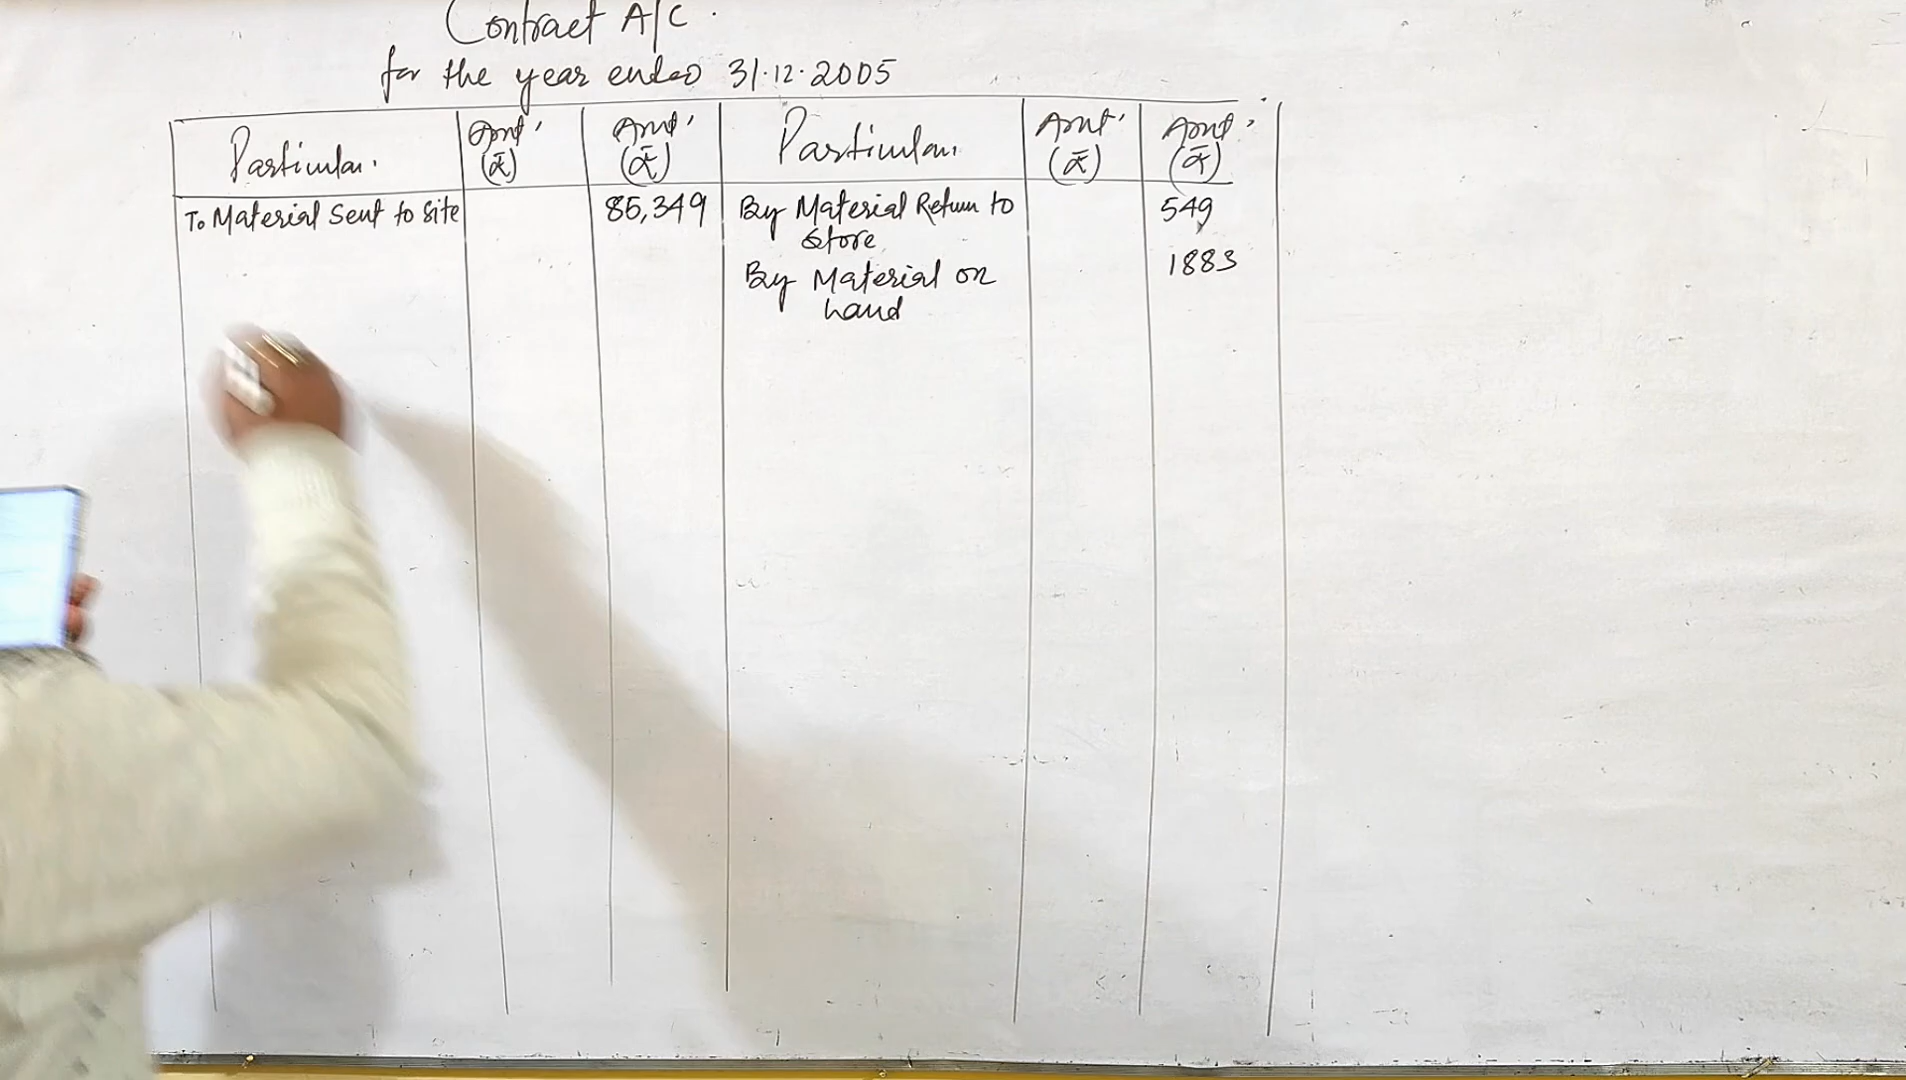 Contract A/C.
for the year ended 31.12.2005
Particular. Amt. (₹) Amt. (₹) Particular. Amt. (₹) Amt. (₹)
To Material Sent to Site 85,349 By Material Return to 549
Store
By Material on 1883
hand